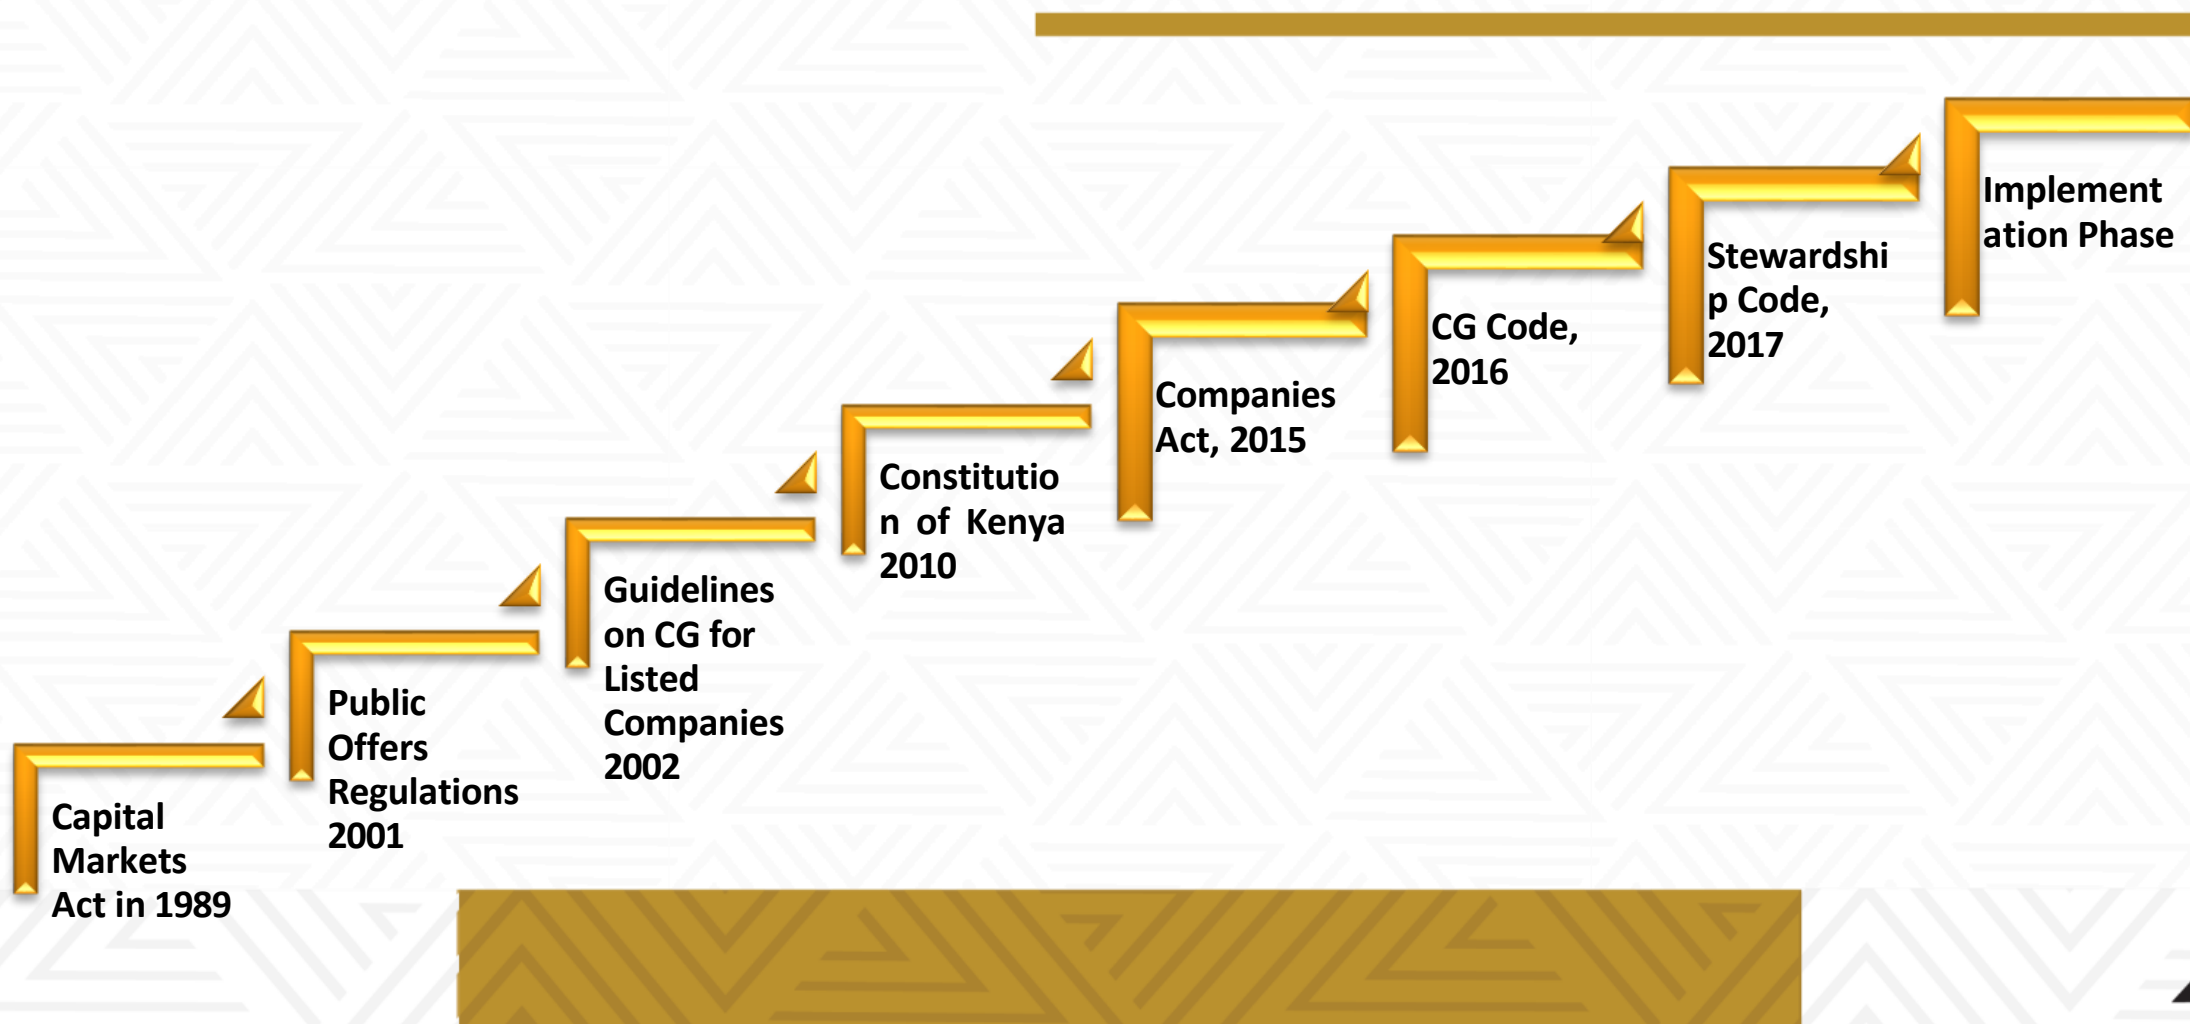 Capital
Markets
Act in 1989
Public
Offers
Regulations
2001
Guidelines
on CG for
Listed
Companies
2002
Constitutio
n of Kenya
2010
Companies
Act, 2015
CG Code,
2016
Stewardshi
p Code,
2017
Implement
ation Phase